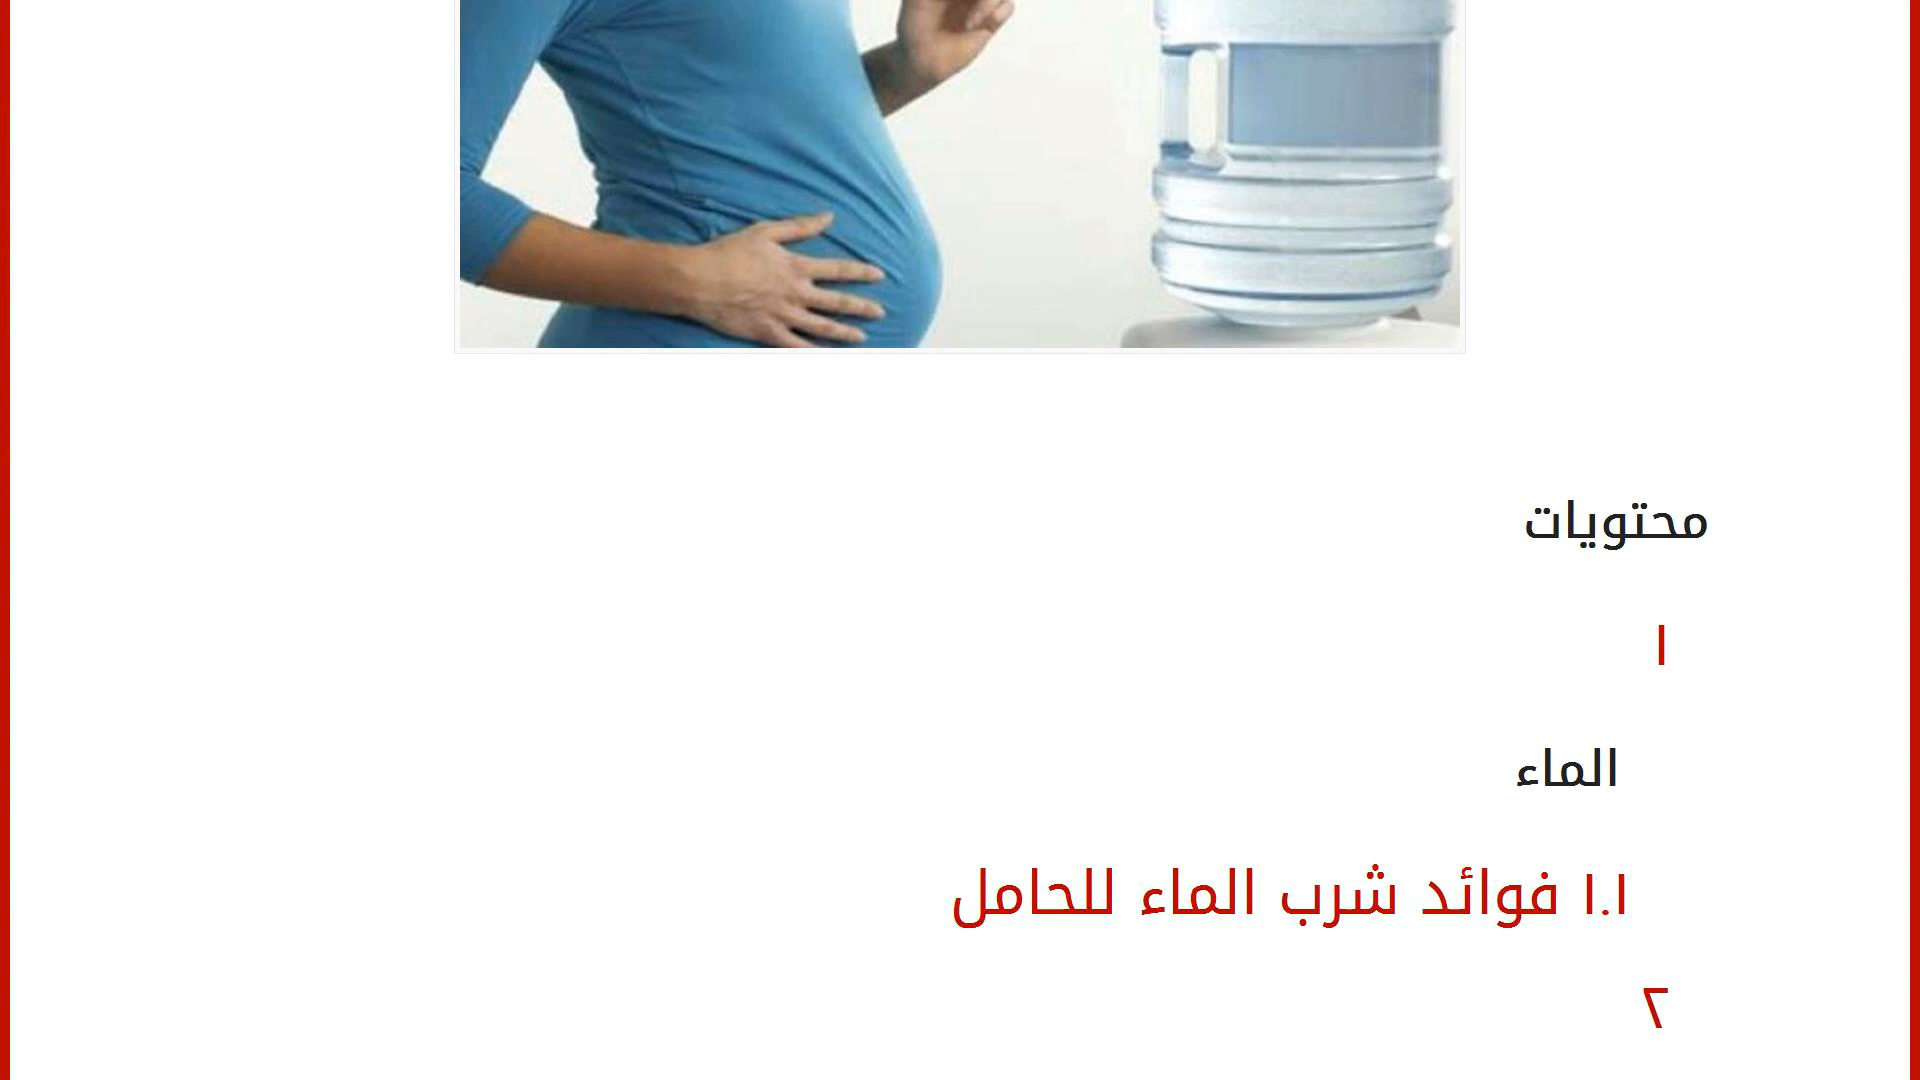 محتويات
١
الماء
١.١ فوائد شرب الماء للحامل
٢